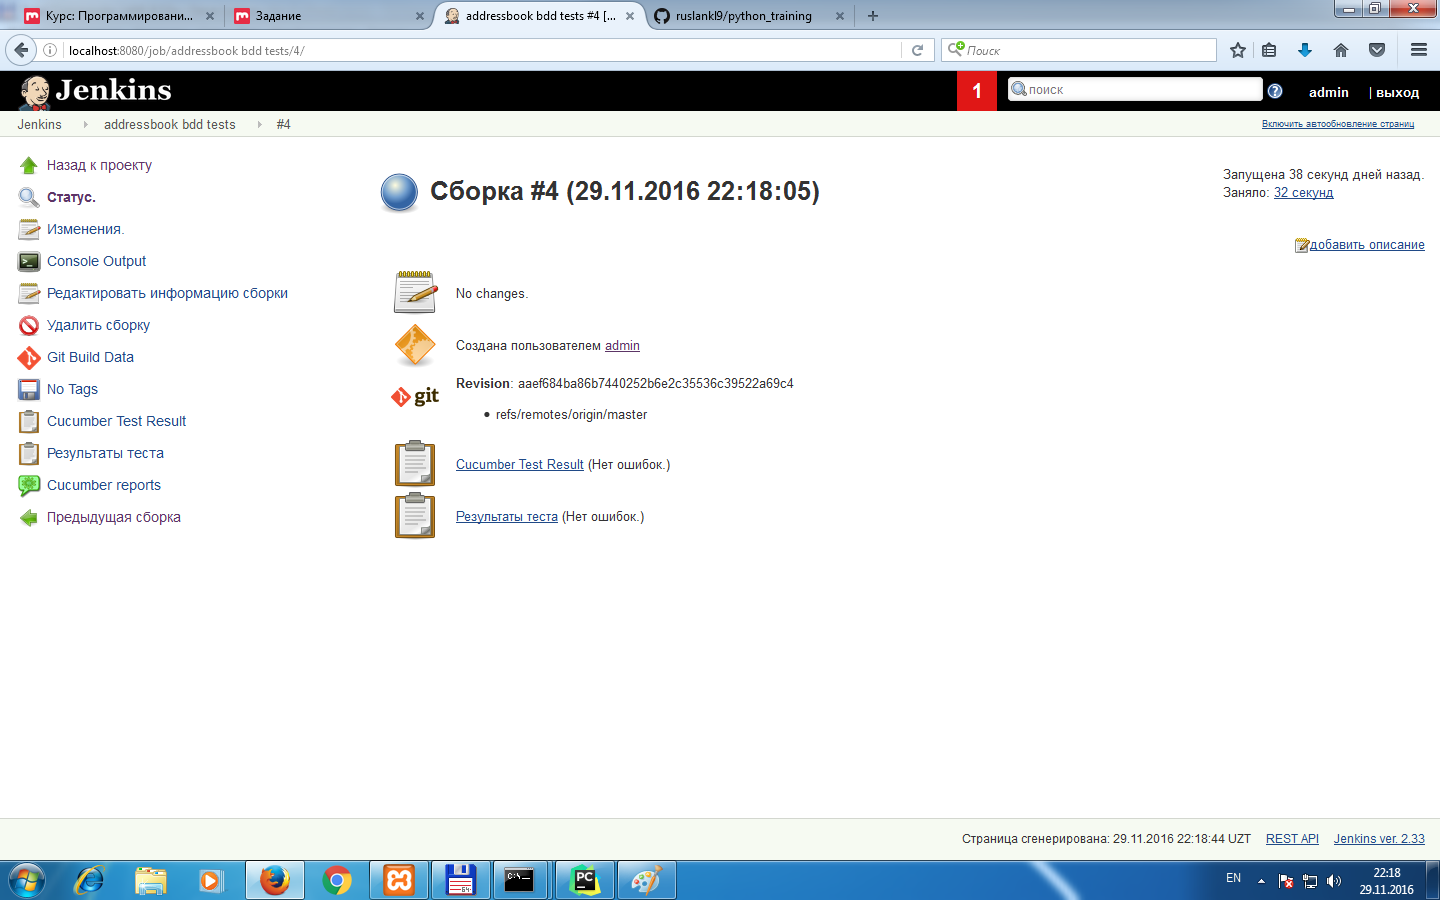 Курс: Программировани...
Задание
addressbook bdd tests #4 [...
ruslankl9/python_training
localhost:8080/job/addressbook bdd tests/4/
Поиск
Jenkins
1
поиск
admin
| выход
Jenkins
addressbook bdd tests
#4
Включить автообновление страниц
Назад к проекту
Статус.
Изменения.
Console Output
Редактировать информацию сборки
Удалить сборку
Git Build Data
No Tags
Cucumber Test Result
Результаты теста
Cucumber reports
Предыдущая сборка
Сборка #4 (29.11.2016 22:18:05)
Запущена 38 секунд дней назад.
Заняло: 32 секунд
добавить описание
No changes.
Создана пользователем admin
git
Revision: aaef684ba86b7440252b6e2c35536c39522a69c4
refs/remotes/origin/master
Cucumber Test Result (Нет ошибок.)
Результаты теста (Нет ошибок.)
Страница сгенерирована: 29.11.2016 22:18:44 UZT
REST API
Jenkins ver. 2.33
64
C:\_
PC
EN
22:18
29.11.2016